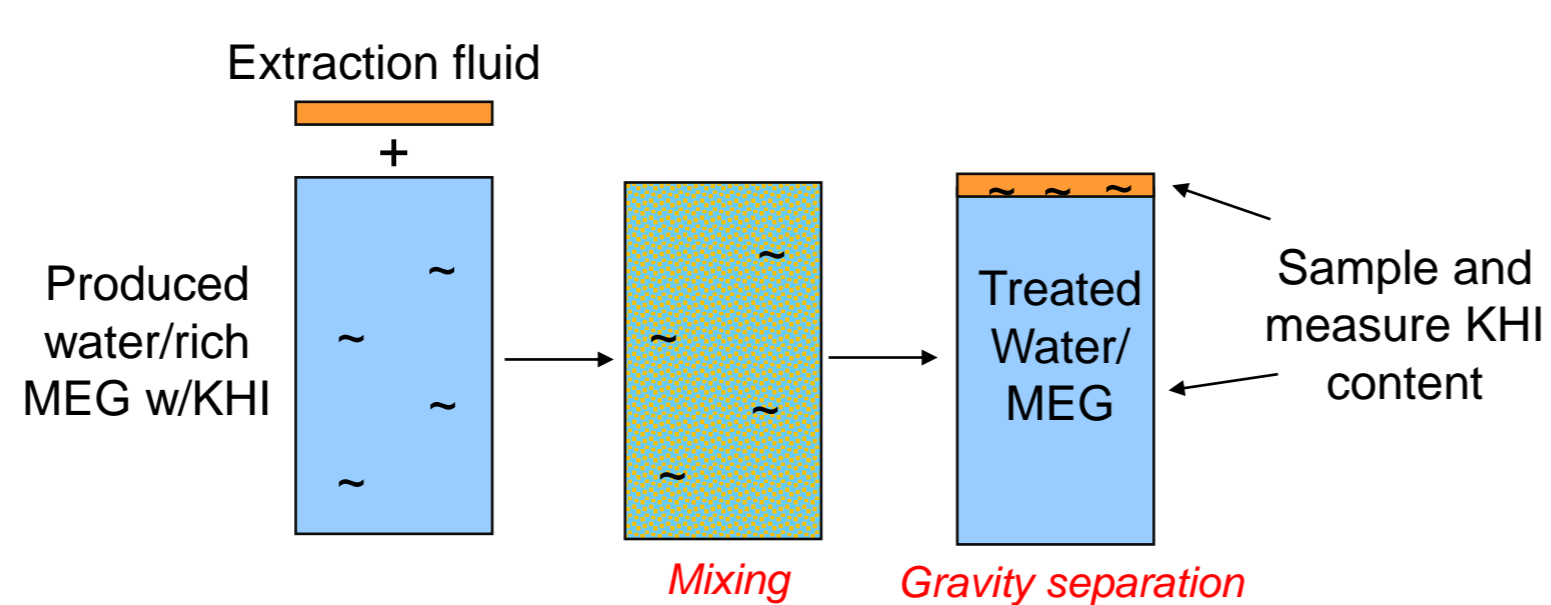 Extraction fluid
+
Produced
water/rich
MEG w/KHI
~
~
~
~
~
~
~
~
Mixing
~ ~ ~
Treated
Water/
MEG
Gravity separation
Sample and
measure KHI
content